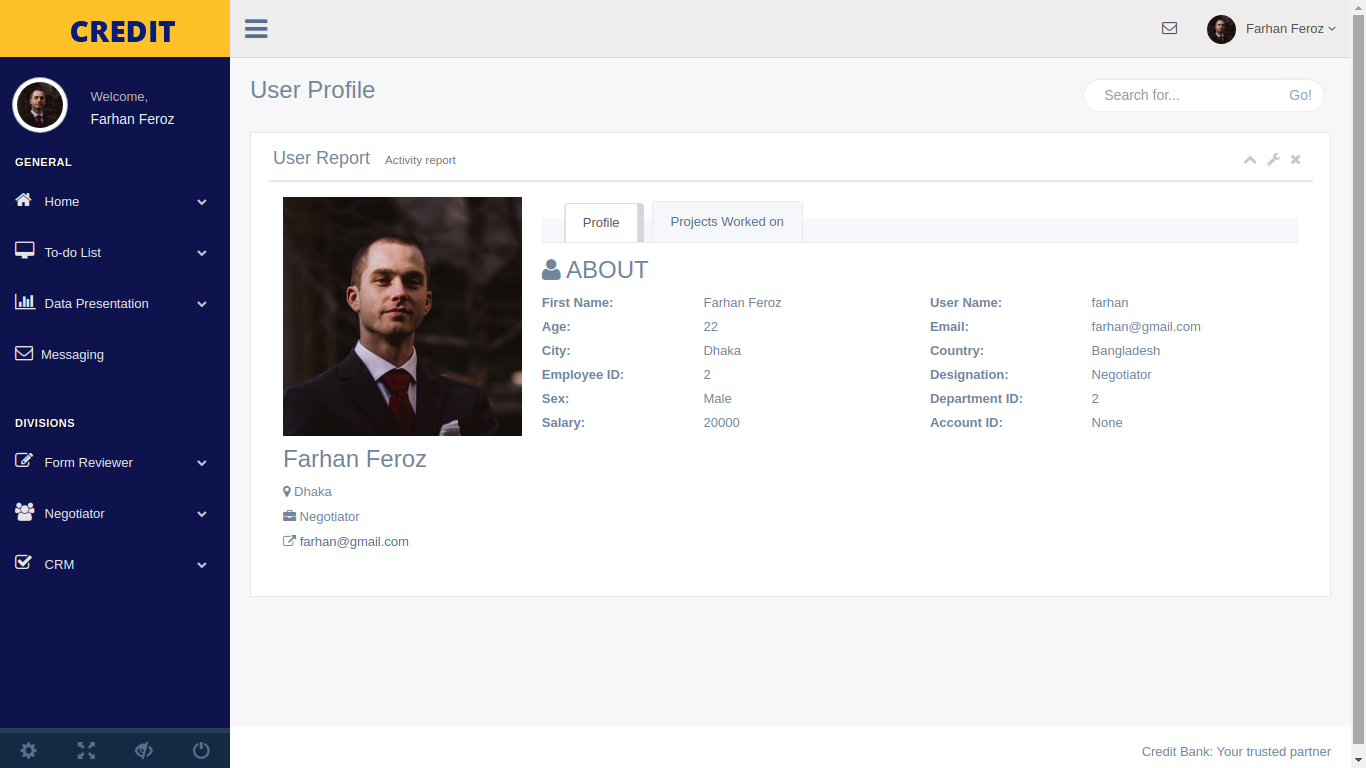 CREDIT
Farhan Feroz
Welcome,
Farhan Feroz
GENERAL
Home
To-do List
Data Presentation
Messaging
DIVISIONS
Form Reviewer
Negotiator
CRM
User Profile
Search for... Go!
User Report Activity report
Profile Projects Worked on
ABOUT
First Name: Farhan Feroz User Name: farhan
Age: 22 Email: farhan@gmail.com
City: Dhaka Country: Bangladesh
Employee ID: 2 Designation: Negotiator
Sex: Male Department ID: 2
Salary: 20000 Account ID: None
Farhan Feroz
Dhaka
Negotiator
farhan@gmail.com
Credit Bank: Your trusted partner